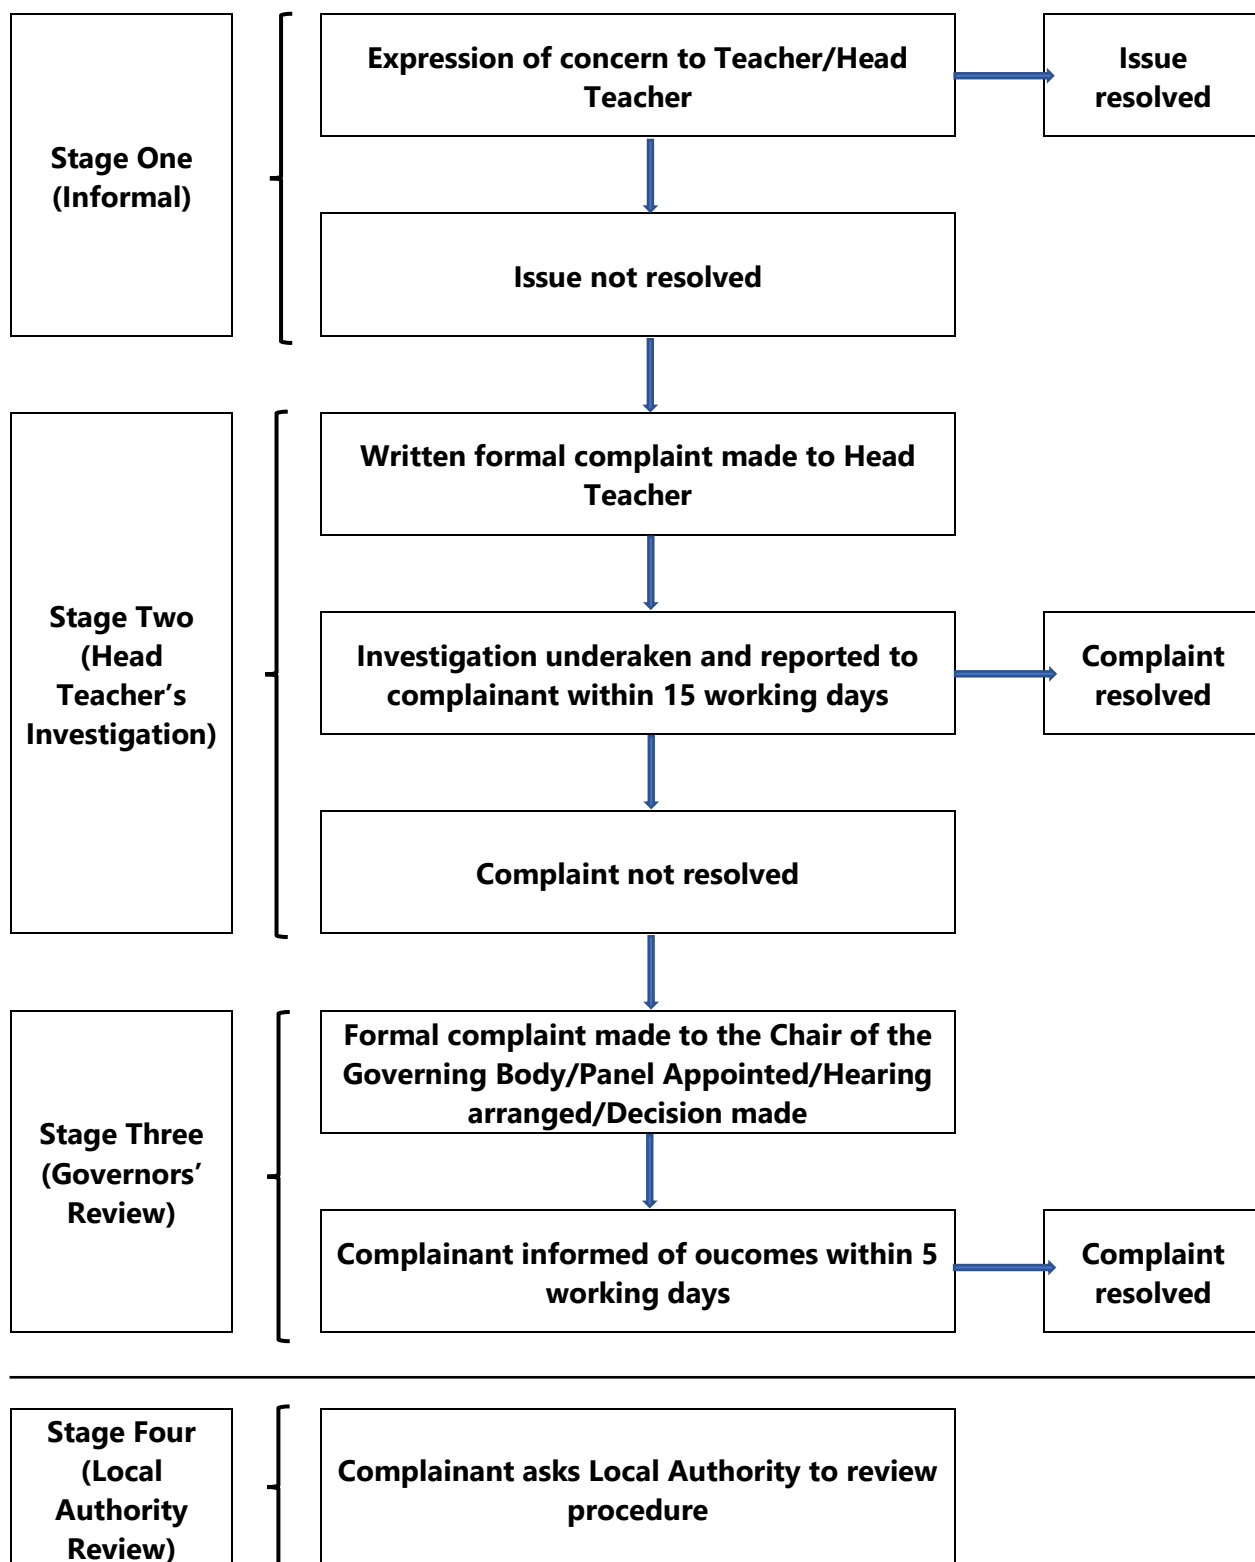 Stage One
(Informal)
Expression of concern to Teacher/Head
Teacher
Issue
resolved
Issue not resolved
Stage Two
(Head
Teacher’s
Investigation)
Written formal complaint made to Head
Teacher
Investigation underaken and reported to
complainant within 15 working days
Complaint
resolved
Complaint not resolved
Stage Three
(Governors’
Review)
Formal complaint made to the Chair of the
Governing Body/Panel Appointed/Hearing
arranged/Decision made
Complainant informed of oucomes within 5
working days
Complaint
resolved
Stage Four
(Local
Authority
Review)
Complainant asks Local Authority to review
procedure